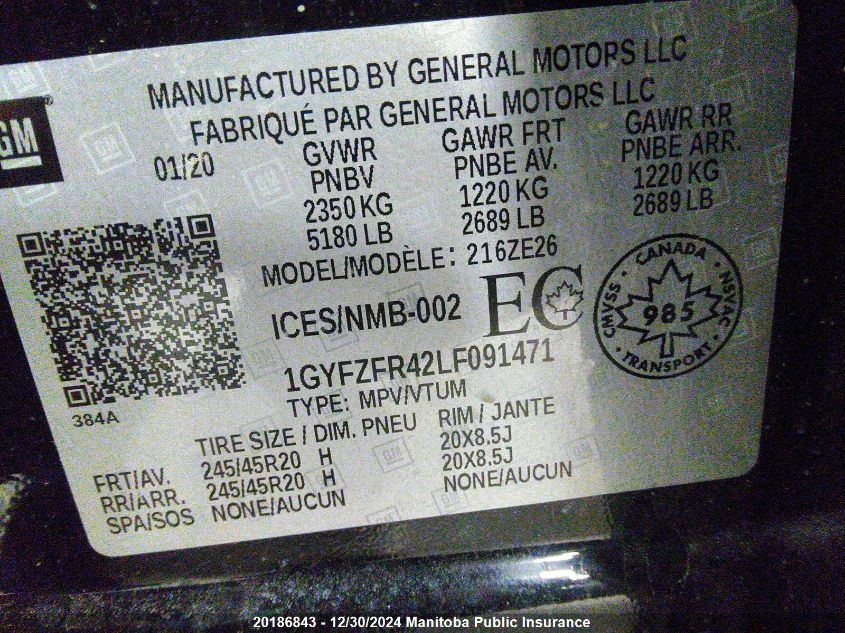 GM
MANUFACTURED BY GENERAL MOTORS LLC
FABRIQUÉ PAR GENERAL MOTORS LLC
01/20
GVWR
PNBV
2350 KG
5180 LB
GAWR FRT
PNBE AV.
1220 KG
2689 LB
GAWR RR
PNBE ARR.
1220 KG
2689 LB
MODEL/MODÈLE: 216ZE26
ICES/NMB-002 EC
CANADA
CMVSS · 985 · NSVAC
TRANSPORT
1GYFZFR42LF091471
TYPE: MPV/VTUM
384A
TIRE SIZE / DIM. PNEU RIM / JANTE
FRT/AV. 245/45R20 H 20X8.5J
RR/ARR. 245/45R20 H 20X8.5J
SPA/SOS NONE/AUCUN NONE/AUCUN
20186843 - 12/30/2024 Manitoba Public Insurance